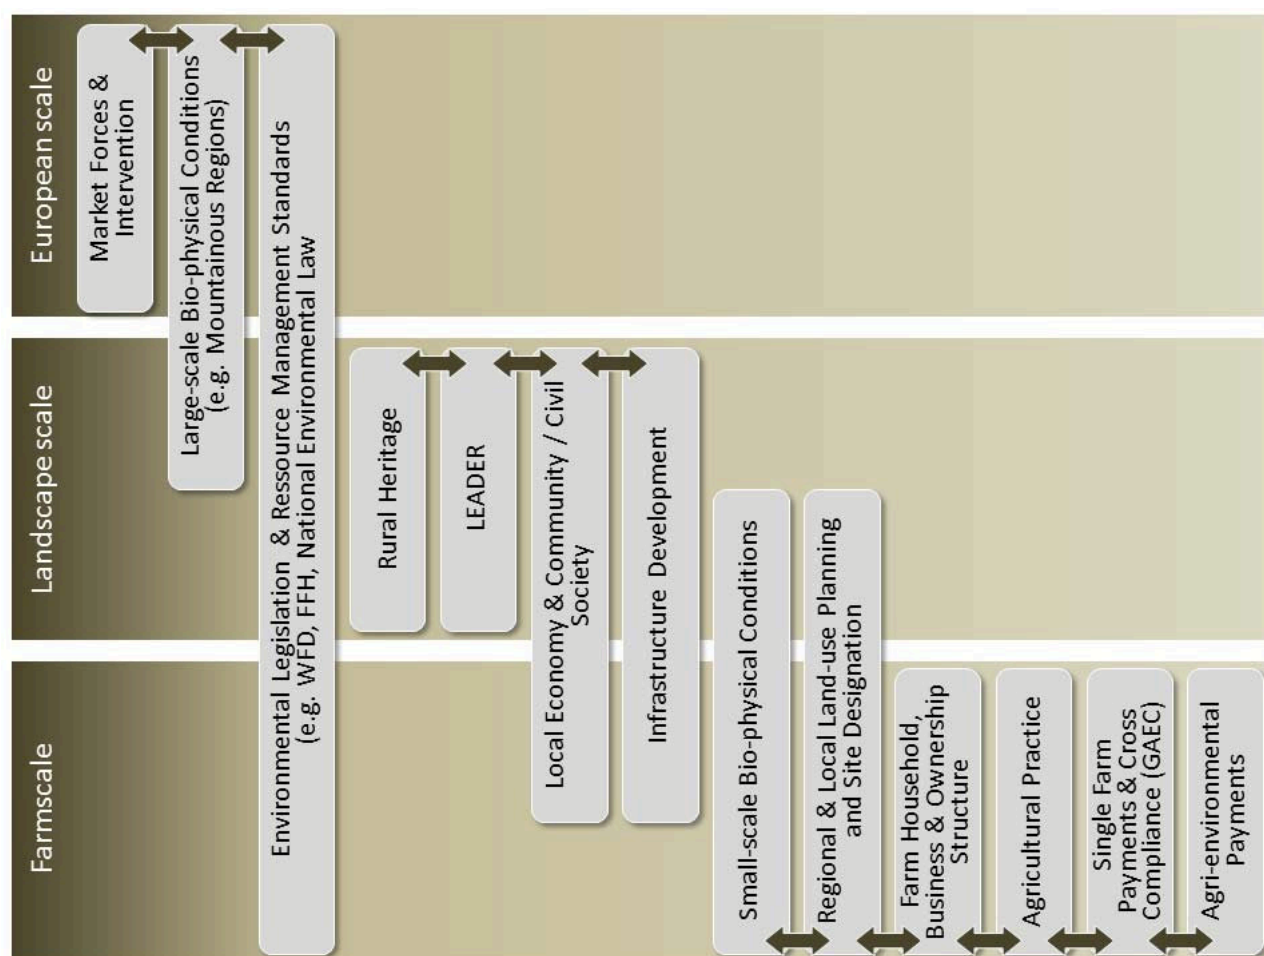 Farmscale
Landscape scale
European scale
Market Forces &
Intervention
Large-scale Bio-physical Conditions
(e.g. Mountainous Regions)
Environmental Legislation & Ressource Management Standards
(e.g. WFD, FFH, National Environmental Law
Rural Heritage
LEADER
Local Economy & Community / Civil
Society
Infrastructure Development
Small-scale Bio-physical Conditions
Regional & Local Land-use Planning
and Site Designation
Farm Household,
Business & Ownership
Structure
Agricultural Practice
Single Farm
Payments & Cross
Compliance (GAEC)
Agri-environmental
Payments